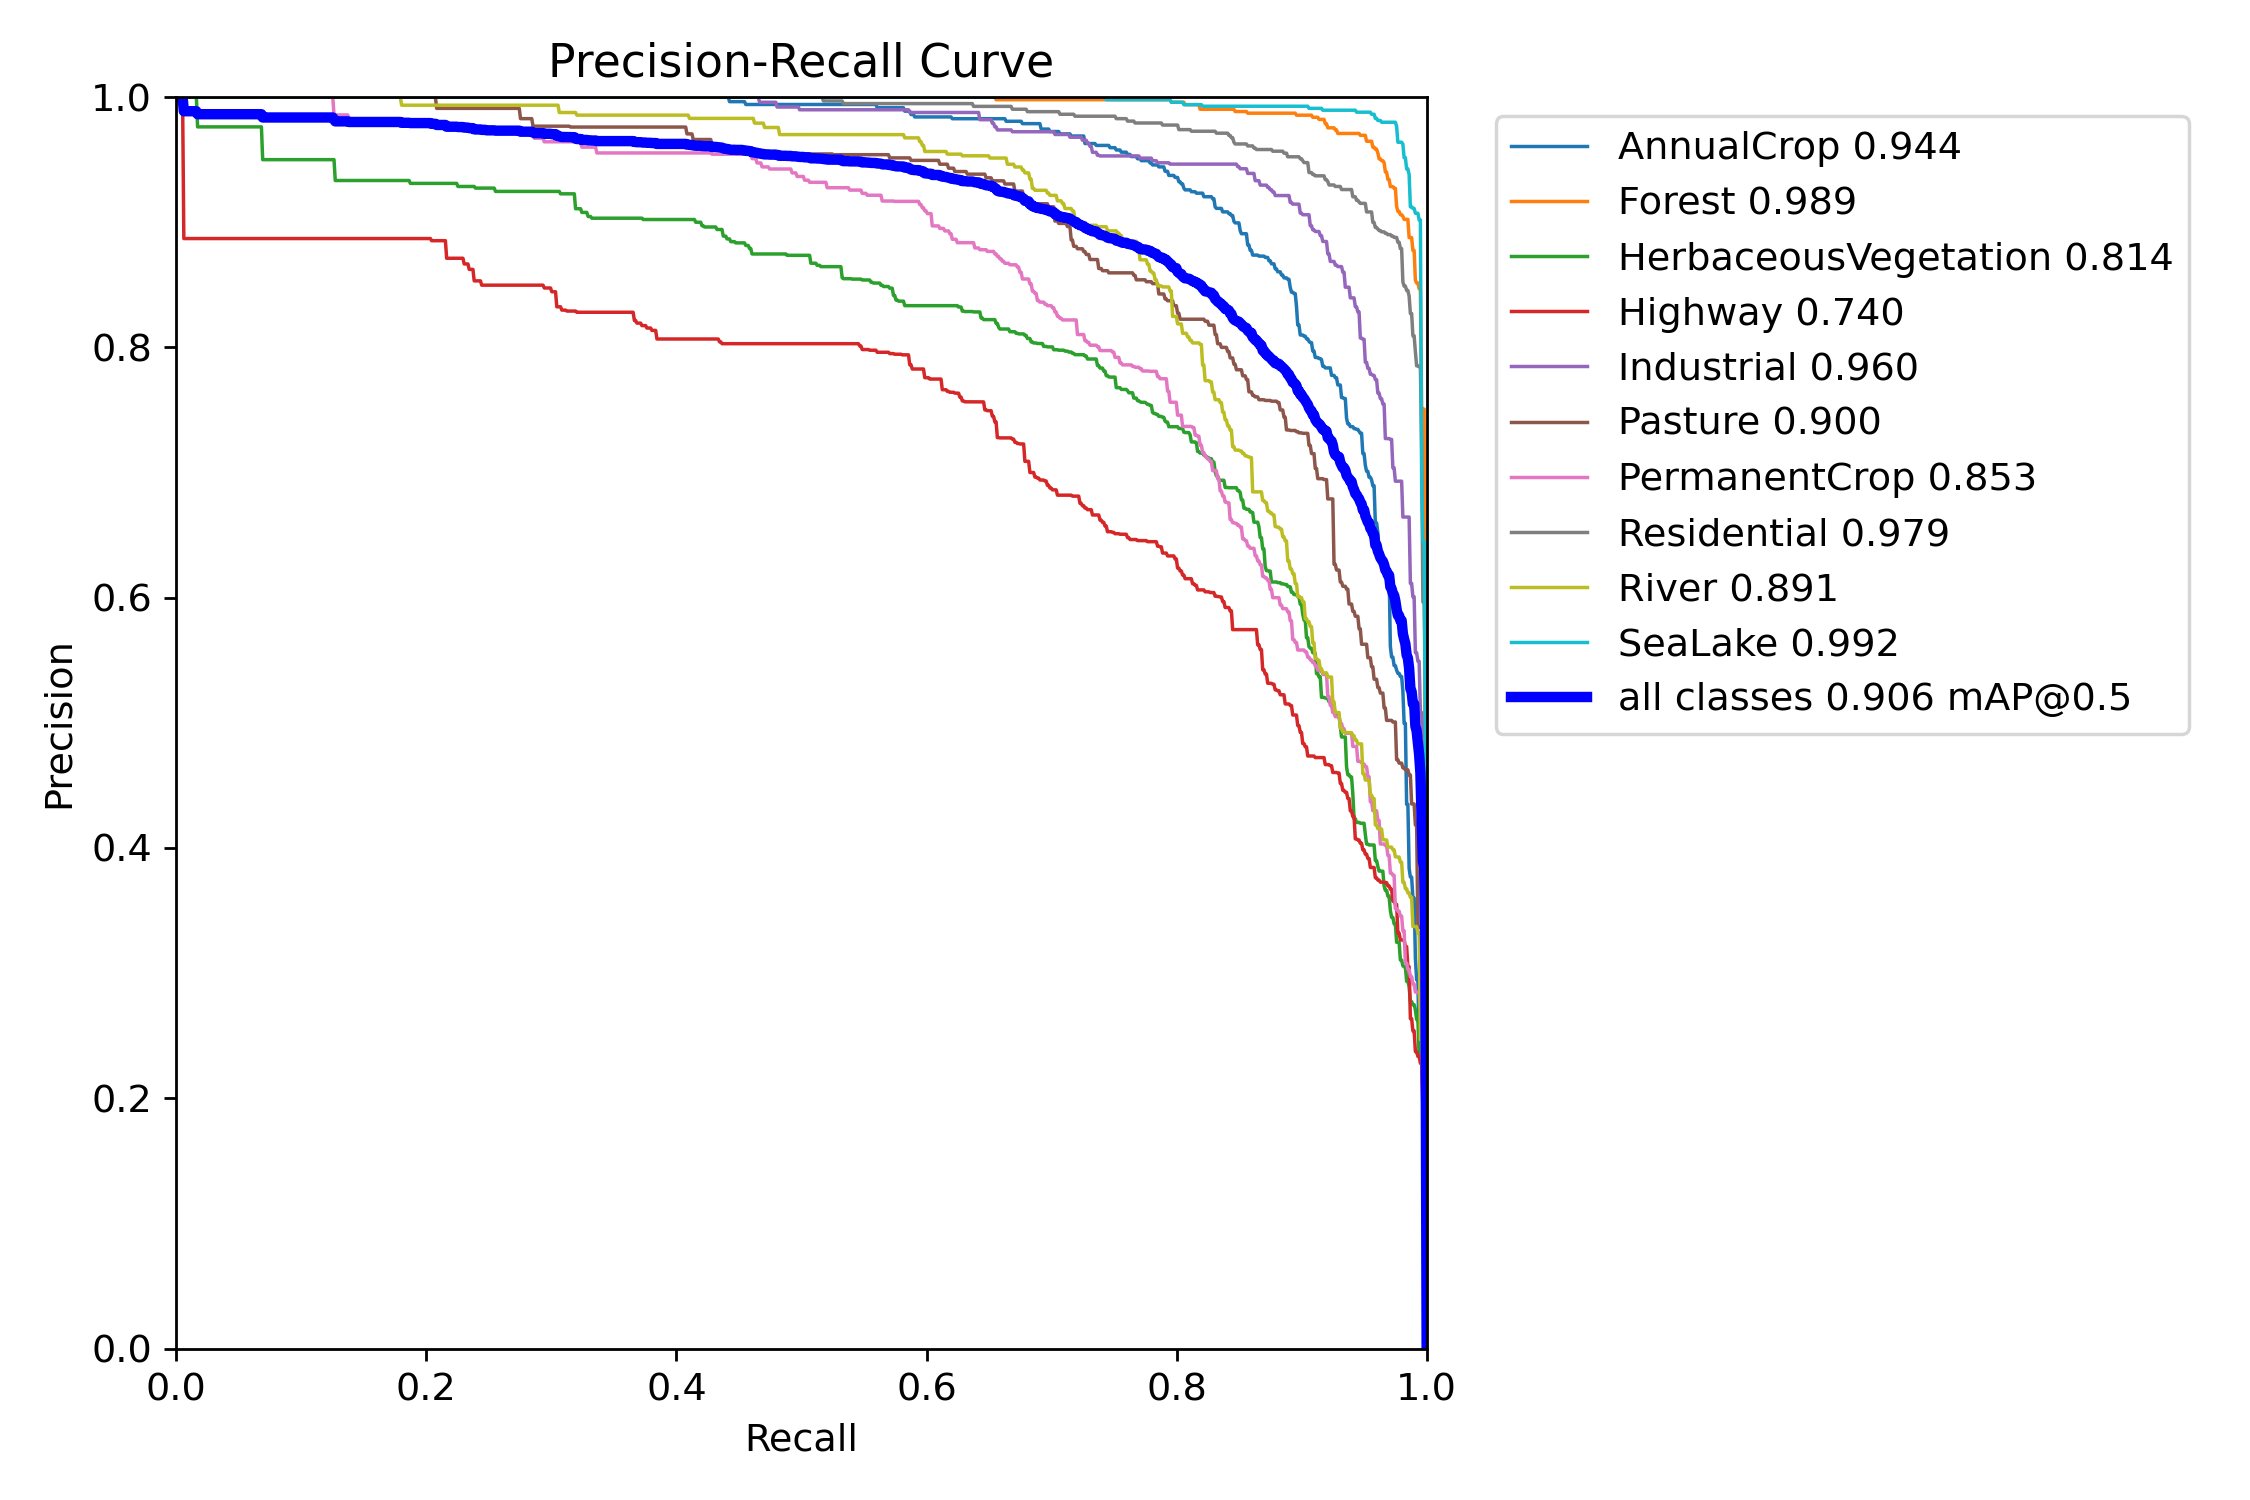 Precision-Recall Curve
1.0
0.8
0.6
0.4
0.2
0.0
Precision
0.0 0.2 0.4 0.6 0.8 1.0
Recall
AnnualCrop 0.944
Forest 0.989
HerbaceousVegetation 0.814
Highway 0.740
Industrial 0.960
Pasture 0.900
PermanentCrop 0.853
Residential 0.979
River 0.891
SeaLake 0.992
all classes 0.906 mAP@0.5